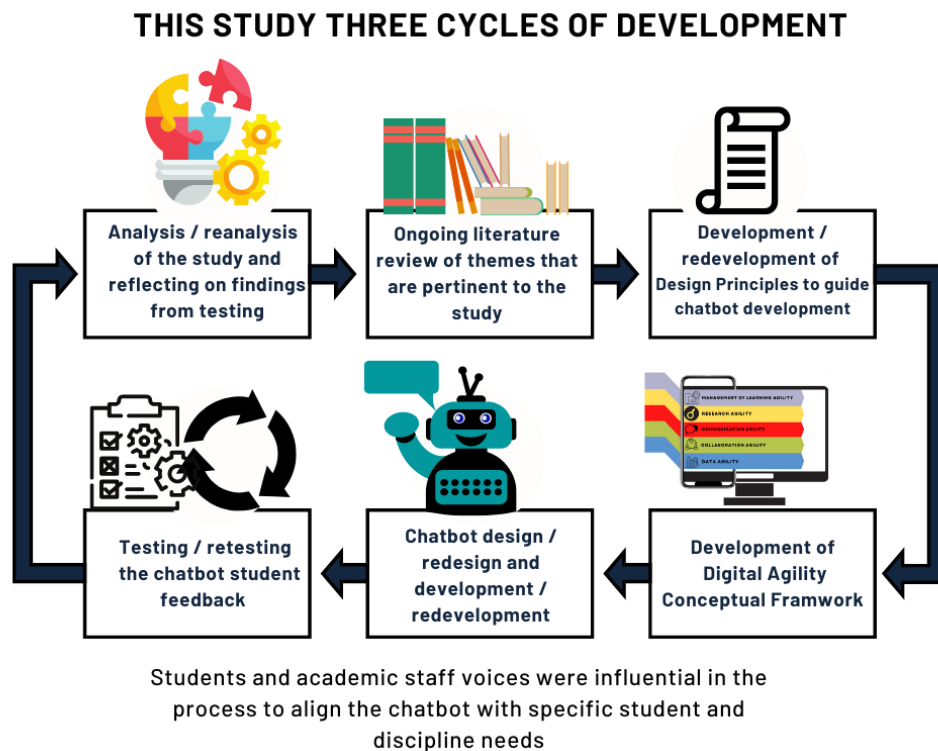 THIS STUDY THREE CYCLES OF DEVELOPMENT
Analysis / reanalysis
of the study and
reflecting on findings
from testing
Ongoing literature
review of themes that
are pertinent to the
study
Development /
redevelopment of
Design Principles to guide
chatbot development
MANAGEMENT OF LEARNING AGILITY
RESEARCH AGILITY
ADMINISTRATION AGILITY
COLLABORATION AGILITY
DATA AGILITY
Development of
Digital Agility
Conceptual Framwork
Chatbot design /
redesign and
development /
redevelopment
Testing / retesting
the chatbot student
feedback
Students and academic staff voices were influential in the
process to align the chatbot with specific student and
discipline needs